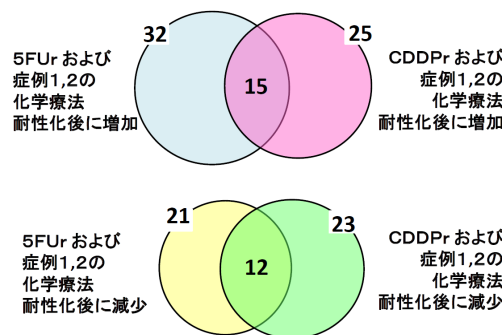 32
25
5FUr および
症例1,2の
化学療法
耐性化後に増加
15
CDDPr および
症例1,2の
化学療法
耐性化後に増加
21
23
5FUr および
症例1,2の
化学療法
耐性化後に減少
12
CDDPr および
症例1,2の
化学療法
耐性化後に減少